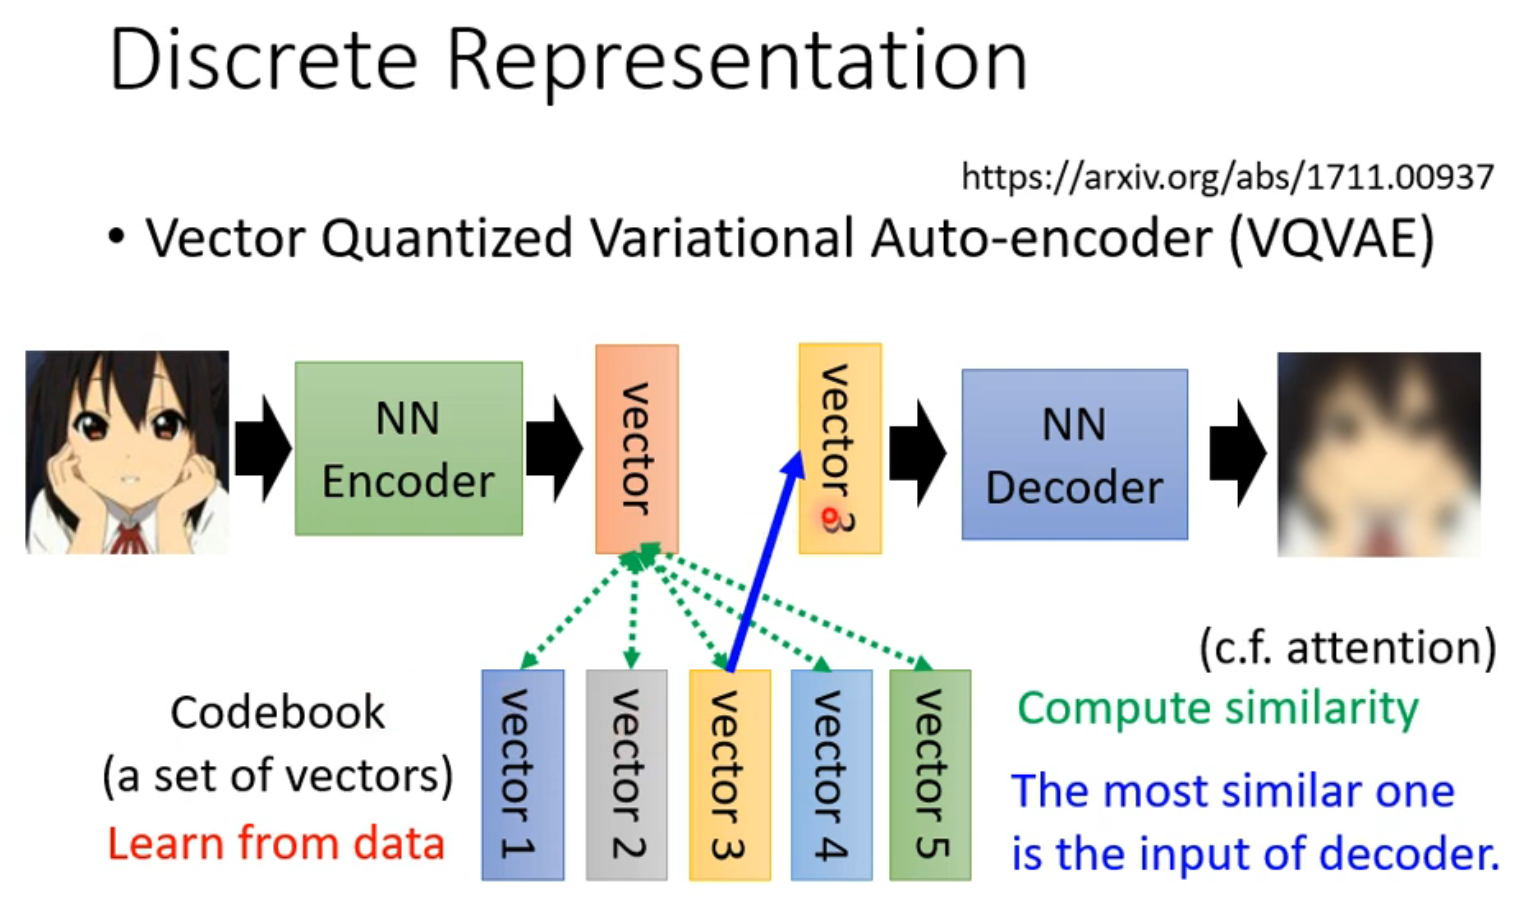 Discrete Representation
https://arxiv.org/abs/1711.00937
• Vector Quantized Variational Auto-encoder (VQVAE)
NN
Encoder
vector
vector 3
NN
Decoder
(c.f. attention)
Compute similarity
The most similar one
is the input of decoder.
Codebook
(a set of vectors)
Learn from data
vector 1
vector 2
vector 3
vector 4
vector 5